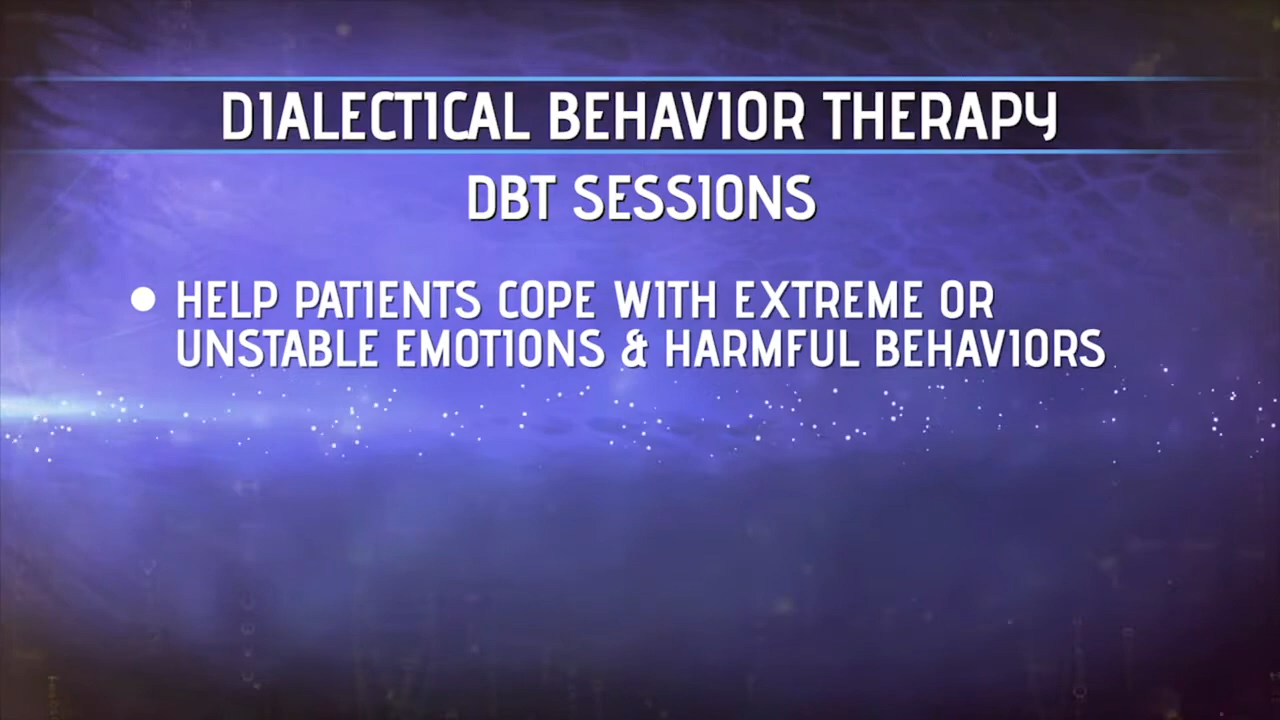 DIALECTICAL BEHAVIOR THERAPY
DBT SESSIONS
● HELP PATIENTS COPE WITH EXTREME OR
UNSTABLE EMOTIONS & HARMFUL BEHAVIORS